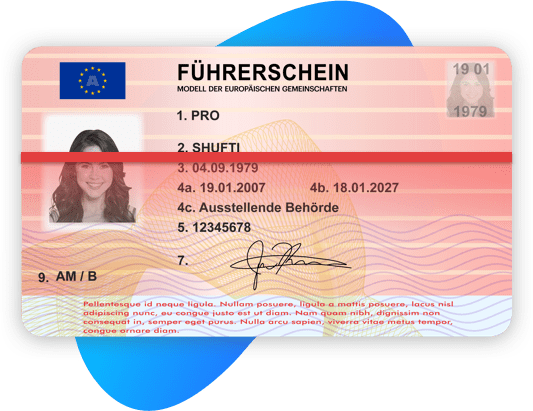 A
FÜHRERSCHEIN
MODELL DER EUROPÄISCHEN GEMEINSCHAFTEN
19 01
1979
1. PRO
2. SHUFTI
3. 04.09.1979
4a. 19.01.2007 4b. 18.01.2027
4c. Ausstellende Behörde
5. 12345678
7.
9. AM / B
Pellentesque id neque ligula. Nullam posuere, ligula a mattis posuere, lacus nisl
adipiscing nunc, eu congue justo est ut diam. Nam quam nibh, dignissim non
consequat in, semper eget purus. Nulla arcu sapien, viverra vitae metus tempor,
congue ornare diam.